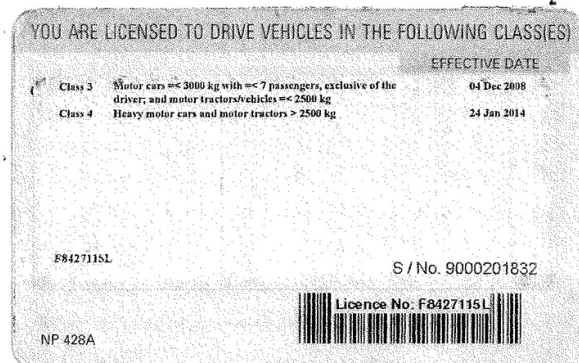 YOU ARE LICENSED TO DRIVE VEHICLES IN THE FOLLOWING CLASS(ES)
EFFECTIVE DATE
Class 3 Motor cars =< 3000 kg with =< 7 passengers, exclusive of the 04 Dec 2008
driver; and motor tractors/vehicles =< 2500 kg
Class 4 Heavy motor cars and motor tractors > 2500 kg 24 Jan 2014
F8427115L
S / No. 9000201832
Licence No: F8427115L
NP 428A